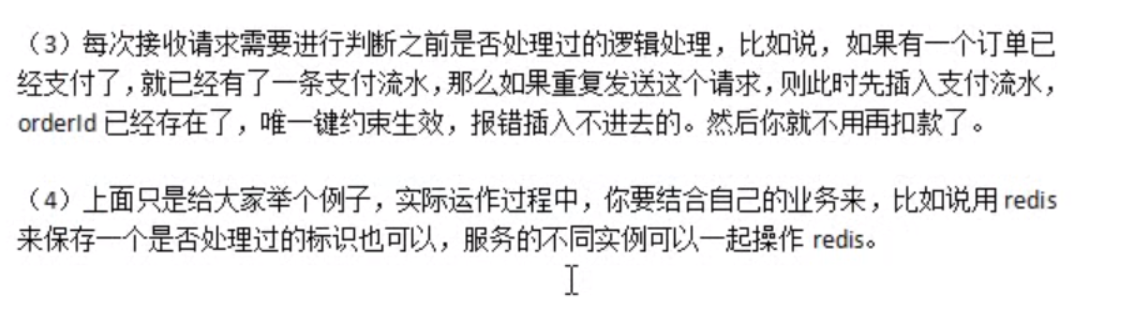 （3）每次接收请求需要进行判断之前是否处理过的逻辑处理，比如说，如果有一个订单已
经支付了，就已经有了一条支付流水，那么如果重复发送这个请求，则此时先插入支付流水，
orderId 已经存在了，唯一键约束生效，报错插入不进去的。然后你就不用再扣款了。
（4）上面只是给大家举个例子，实际运作过程中，你要结合自己的业务来，比如说用 redis
来保存一个是否处理过的标识也可以，服务的不同实例可以一起操作 redis。